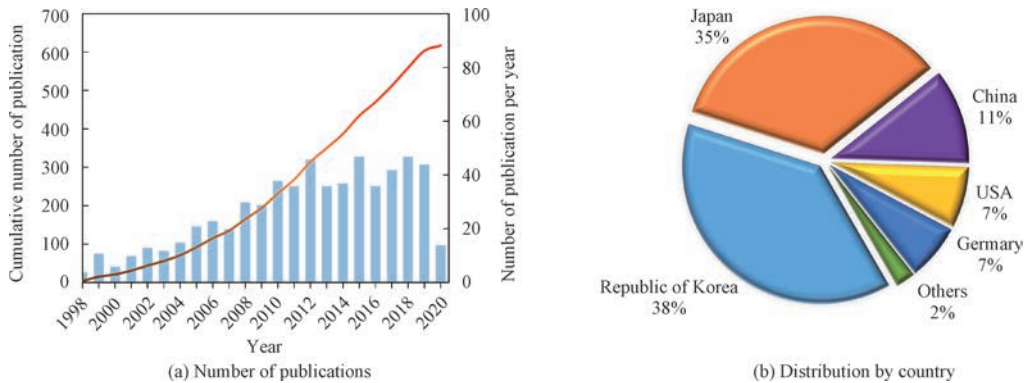 700
600
500
400
300
200
100
0
Cumulative number of publication
100
80
60
40
20
0
Number of publication per year
1998
2000
2002
2004
2006
2008
2010
2012
2014
2016
2018
2020
Year
(a) Number of publications
Japan
35%
China
11%
USA
7%
Germany
7%
Others
2%
Republic of Korea
38%
(b) Distribution by country